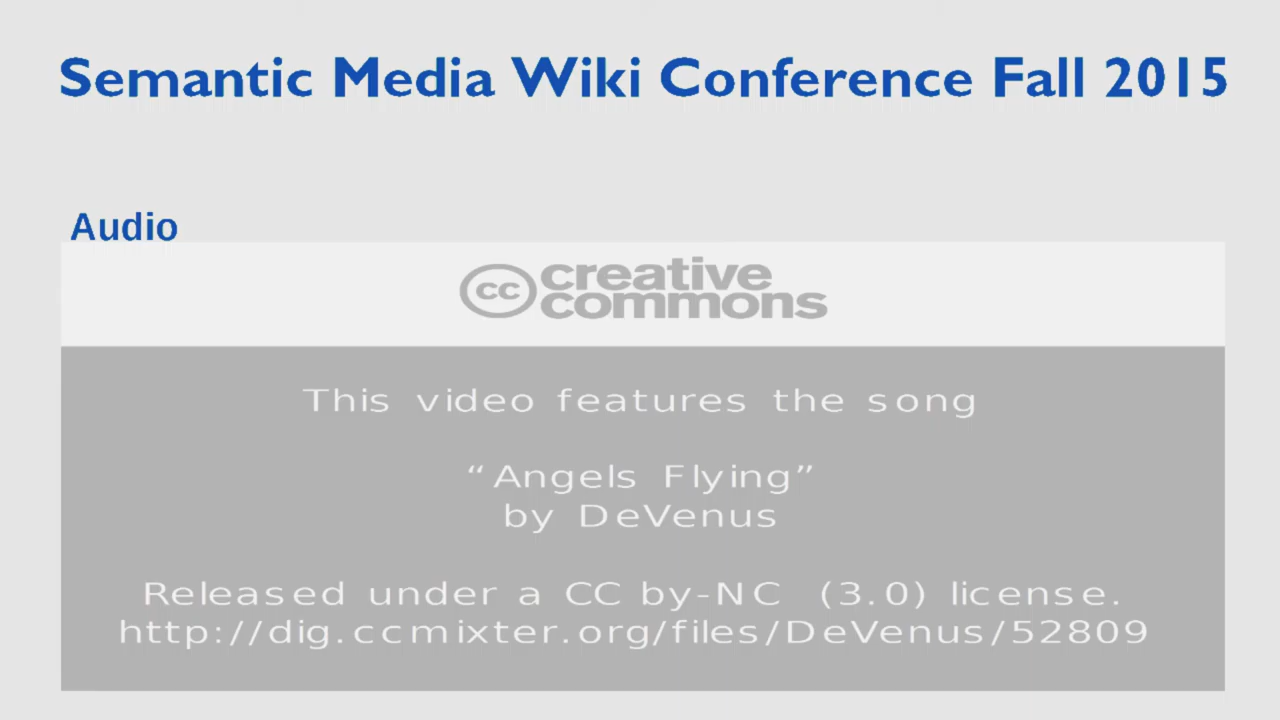 Semantic Media Wiki Conference Fall 2015
Audio
cc creative commons
This video features the song
“Angels Flying”
by DeVenus
Released under a CC by-NC (3.0) license.
http://dig.ccmixter.org/files/DeVenus/52809